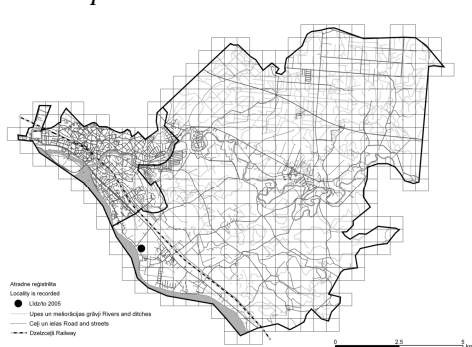 Atradne reģistrēta
Locality is recorded
Līdz/to 2005
Upes un meliorācijas grāvji Rivers and ditches
Ceļi un ielas Road and streets
Dzelzceļš Railway
0 2.5 5
km